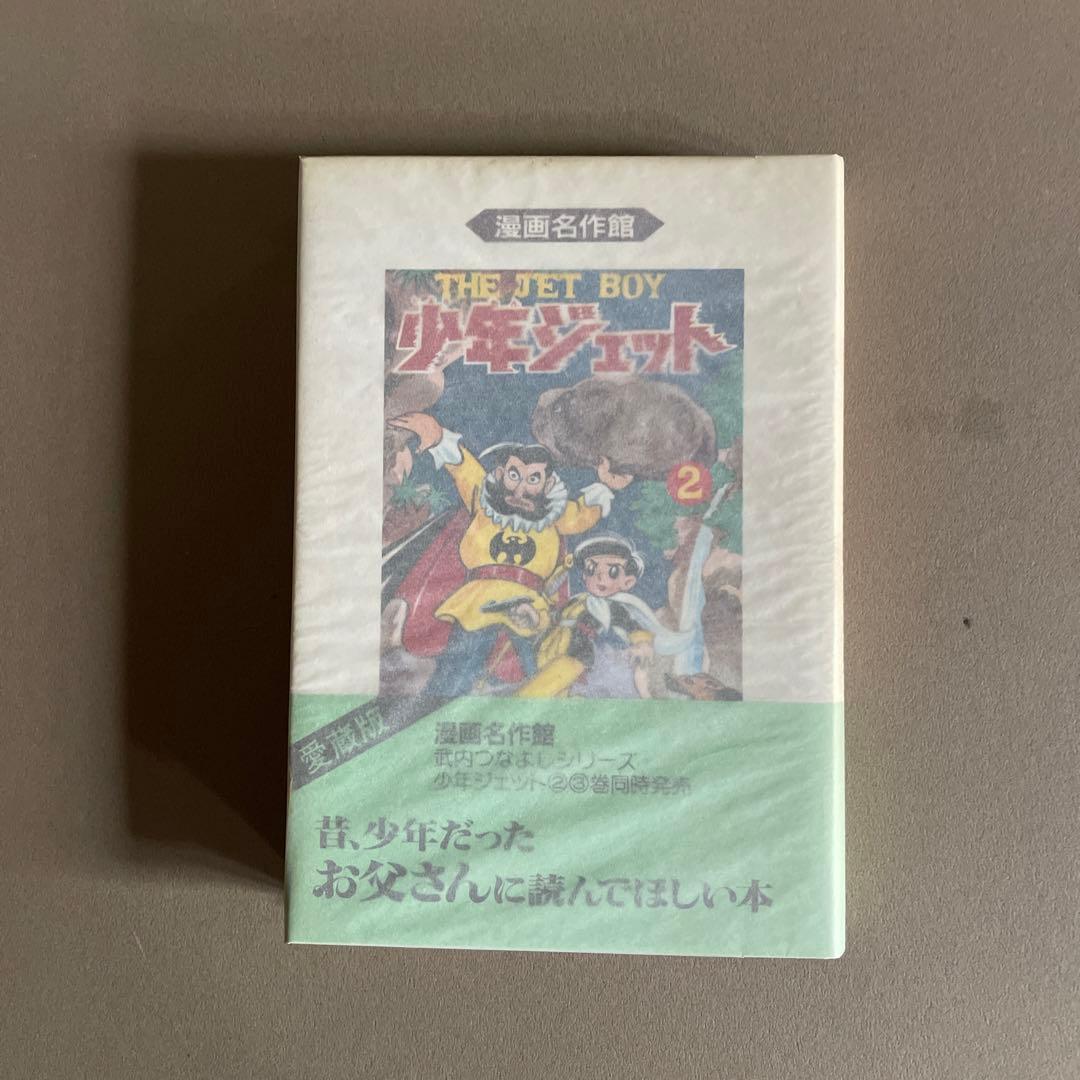 漫画名作館
THE JET BOY
少年ジェット
2
愛蔵版
漫画名作館
武内つなよしシリーズ
少年ジェット②③巻同時発売
昔、少年だった
お父さんに読んでほしい本